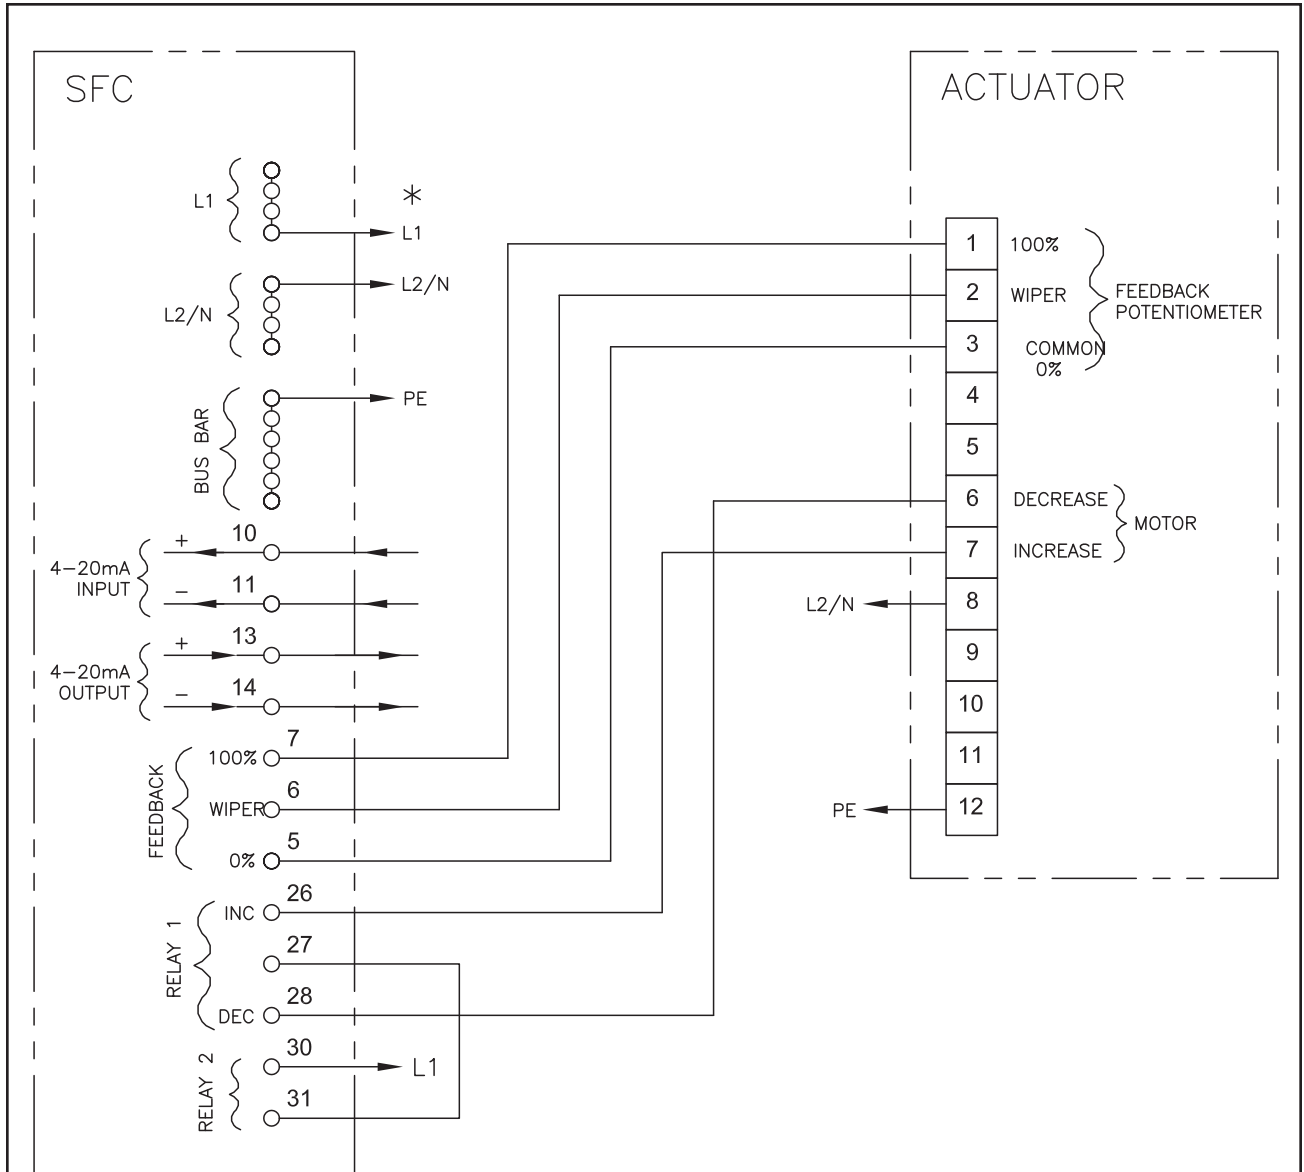 SFC
ACTUATOR
L1
*
L1
L2/N
L2/N
BUS BAR
PE
4-20mA
INPUT
+ 10
- 11
4-20mA
OUTPUT
+ 13
- 14
FEEDBACK
7
100%
6
WIPER
5
0%
RELAY 1
26
INC
27
28
DEC
RELAY 2
30
L1
31
1 100%
2 WIPER
3 COMMON
0%
FEEDBACK
POTENTIOMETER
4
5
6 DECREASE
7 INCREASE
MOTOR
L2/N 8
9
10
11
PE 12